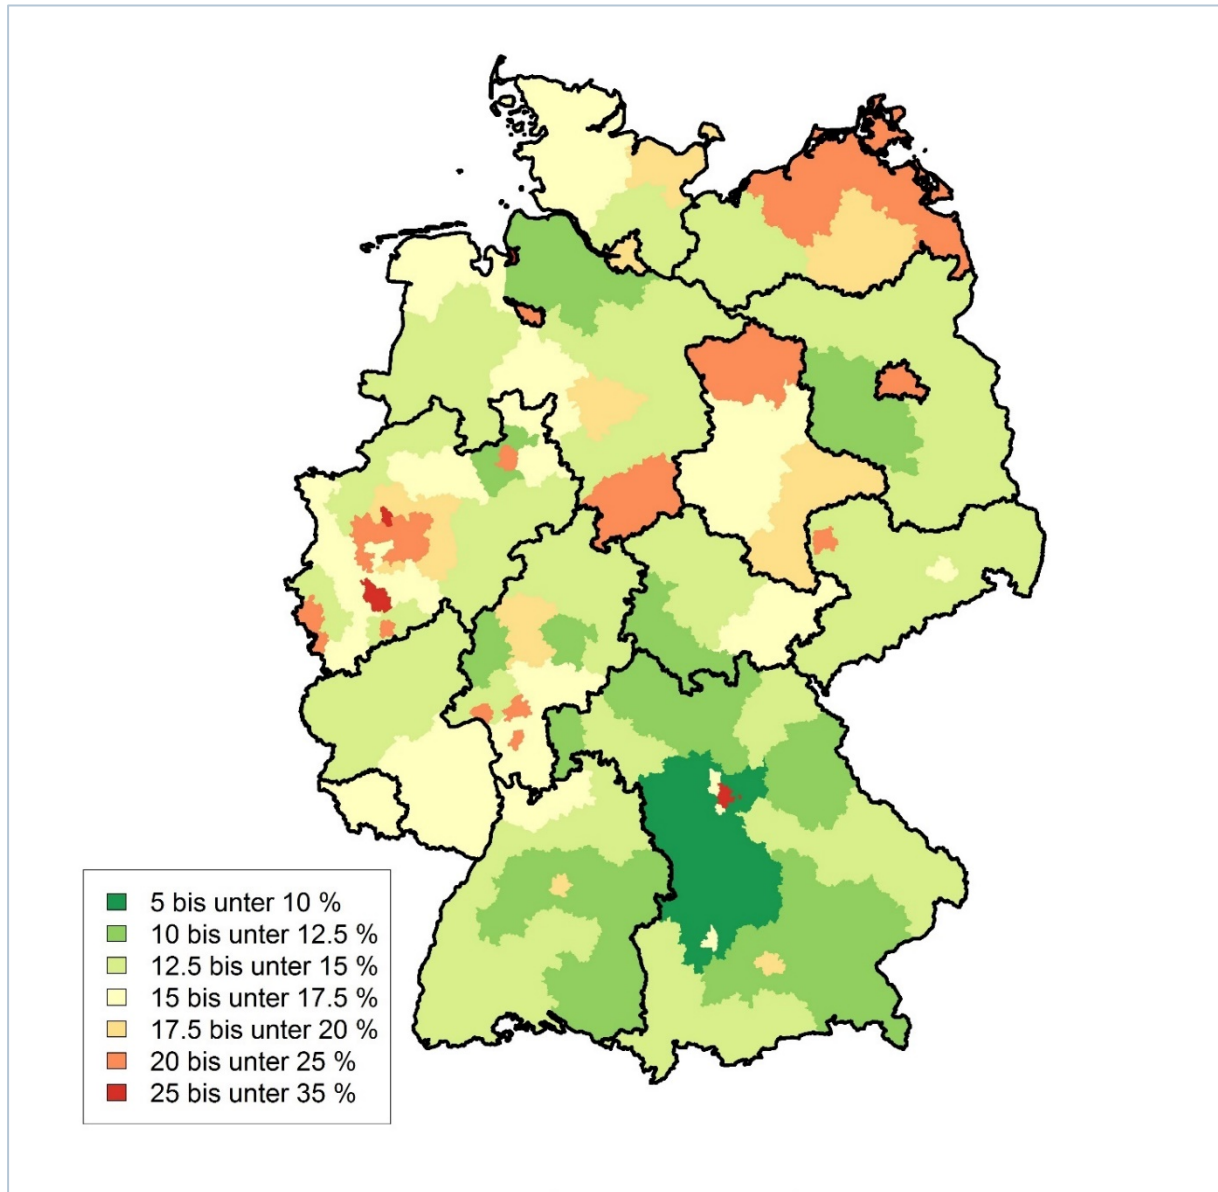 5 bis unter 10 %
10 bis unter 12.5 %
12.5 bis unter 15 %
15 bis unter 17.5 %
17.5 bis unter 20 %
20 bis unter 25 %
25 bis unter 35 %